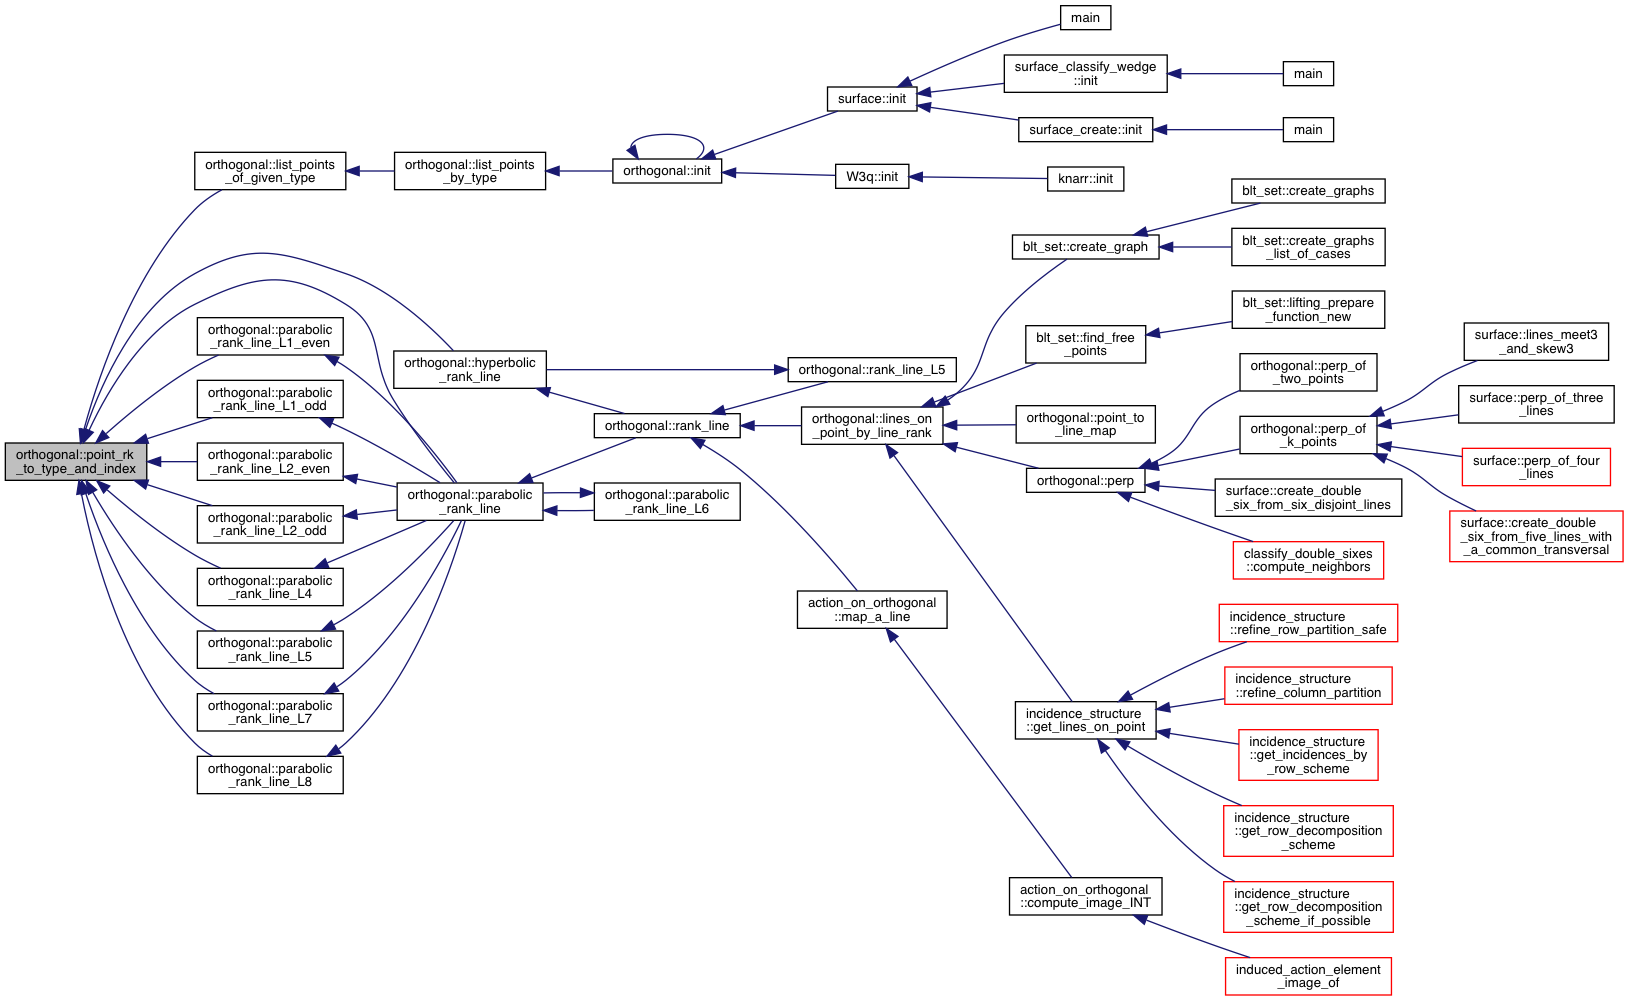 orthogonal::point_rk
_to_type_and_index
orthogonal::list_points
_of_given_type
orthogonal::parabolic
_rank_line_L1_even
orthogonal::parabolic
_rank_line_L1_odd
orthogonal::parabolic
_rank_line_L2_even
orthogonal::parabolic
_rank_line_L2_odd
orthogonal::parabolic
_rank_line_L4
orthogonal::parabolic
_rank_line_L5
orthogonal::parabolic
_rank_line_L7
orthogonal::parabolic
_rank_line_L8
orthogonal::list_points
_by_type
orthogonal::hyperbolic
_rank_line
orthogonal::parabolic
_rank_line
orthogonal::init
orthogonal::rank_line
orthogonal::parabolic
_rank_line_L6
surface::init
W3q::init
orthogonal::rank_line_L5
orthogonal::lines_on
_point_by_line_rank
action_on_orthogonal
::map_a_line
main
surface_classify_wedge
::init
surface_create::init
knarr::init
blt_set::create_graph
blt_set::find_free
_points
orthogonal::point_to
_line_map
orthogonal::perp
incidence_structure
::get_lines_on_point
action_on_orthogonal
::compute_image_INT
main
main
blt_set::create_graphs
blt_set::create_graphs
_list_of_cases
blt_set::lifting_prepare
_function_new
orthogonal::perp_of
_two_points
orthogonal::perp_of
_k_points
surface::create_double
_six_from_six_disjoint_lines
classify_double_sixes
::compute_neighbors
incidence_structure
::refine_row_partition_safe
incidence_structure
::refine_column_partition
incidence_structure
::get_incidences_by
_row_scheme
incidence_structure
::get_row_decomposition
_scheme
incidence_structure
::get_row_decomposition
_scheme_if_possible
induced_action_element
_image_of
surface::lines_meet3
_and_skew3
surface::perp_of_three
_lines
surface::perp_of_four
_lines
surface::create_double
_six_from_five_lines_with
_a_common_transversal